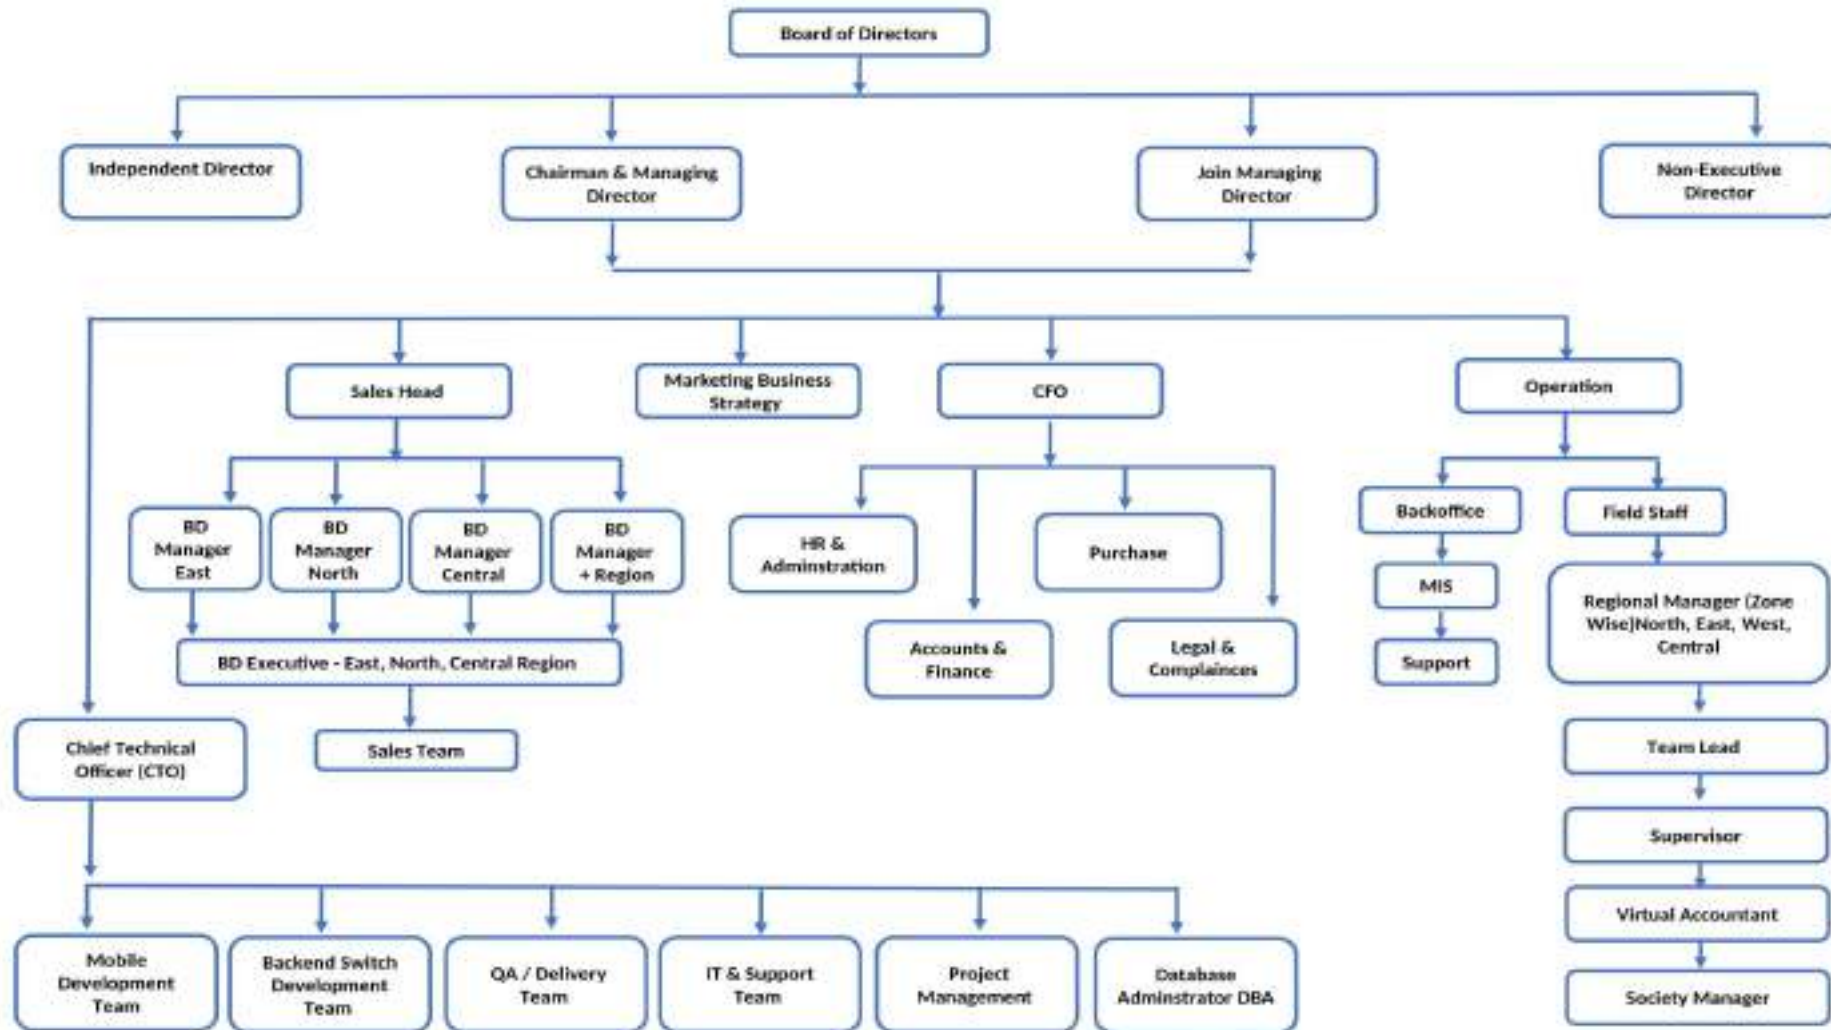 Board of Directors
Independent Director
Chairman & Managing
Director
Join Managing
Director
Non-Executive
Director
Sales Head
Marketing Business
Strategy
CFO
Operation
BD
Manager
East
BD
Manager
North
BD
Manager
Central
BD
Manager
+ Region
HR &
Adminstration
Purchase
Backoffice
Field Staff
MIS
Regional Manager (Zone
Wise)North, East, West,
Central
BD Executive - East, North, Central Region
Accounts &
Finance
Legal &
Complainces
Support
Chief Technical
Officer (CTO)
Sales Team
Team Lead
Supervisor
Virtual Accountant
Mobile
Development
Team
Backend Switch
Development
Team
QA / Delivery
Team
IT & Support
Team
Project
Management
Database
Adminstrator DBA
Society Manager